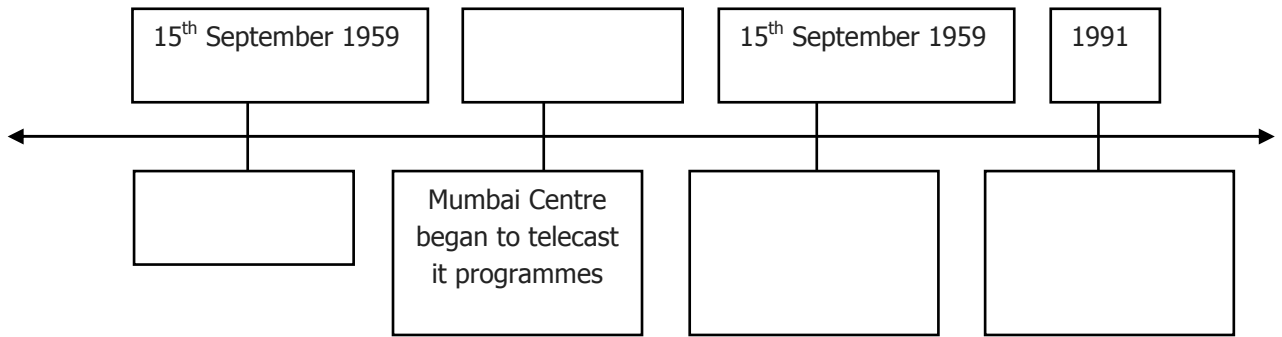 15th September 1959
15th September 1959
1991
Mumbai Centre
began to telecast
it programmes